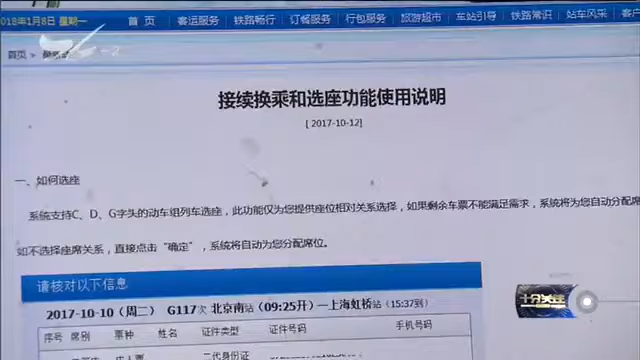 2018年1月8日 星期一
首 页 客运服务 铁路畅行 订餐服务 行包服务 旅游超市 车站引导 铁路常识 站车风采
首页 >
接续换乘和选座功能使用说明
[ 2017-10-12]
一、如何选座
系统支持C、D、G字头的动车组列车选座，此功能仅为您提供座位相对关系选择，如果剩余车票不能满足需求，系统将为您自动分配席
如不选择座席关系，直接点击“确定”，系统将自动为您分配席位。
请核对以下信息
2017-10-10（周二） G117次 北京南站（09:25开）—上海虹桥站（15:37到）
序号 席别 票种 姓名 证件类型 证件号码 手机号码
成人票 二代身份证
十分关注